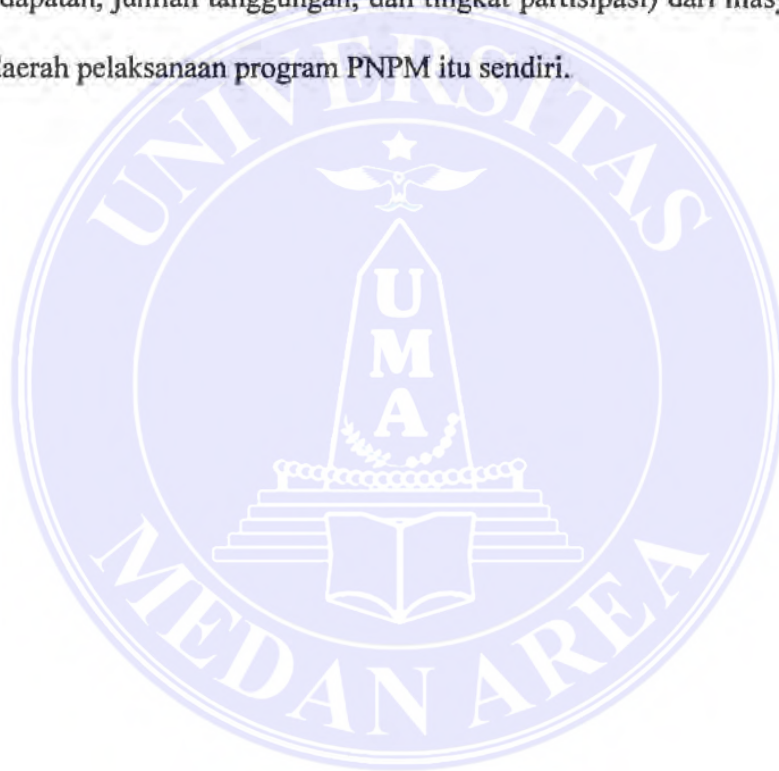 dapatan, jumlah tanggungan, dan tingkat partisipasi) dari
daerah pelaksanaan program PNPM itu sendiri.
UNIVERSITAS
U
M
A
MEDAN AREA